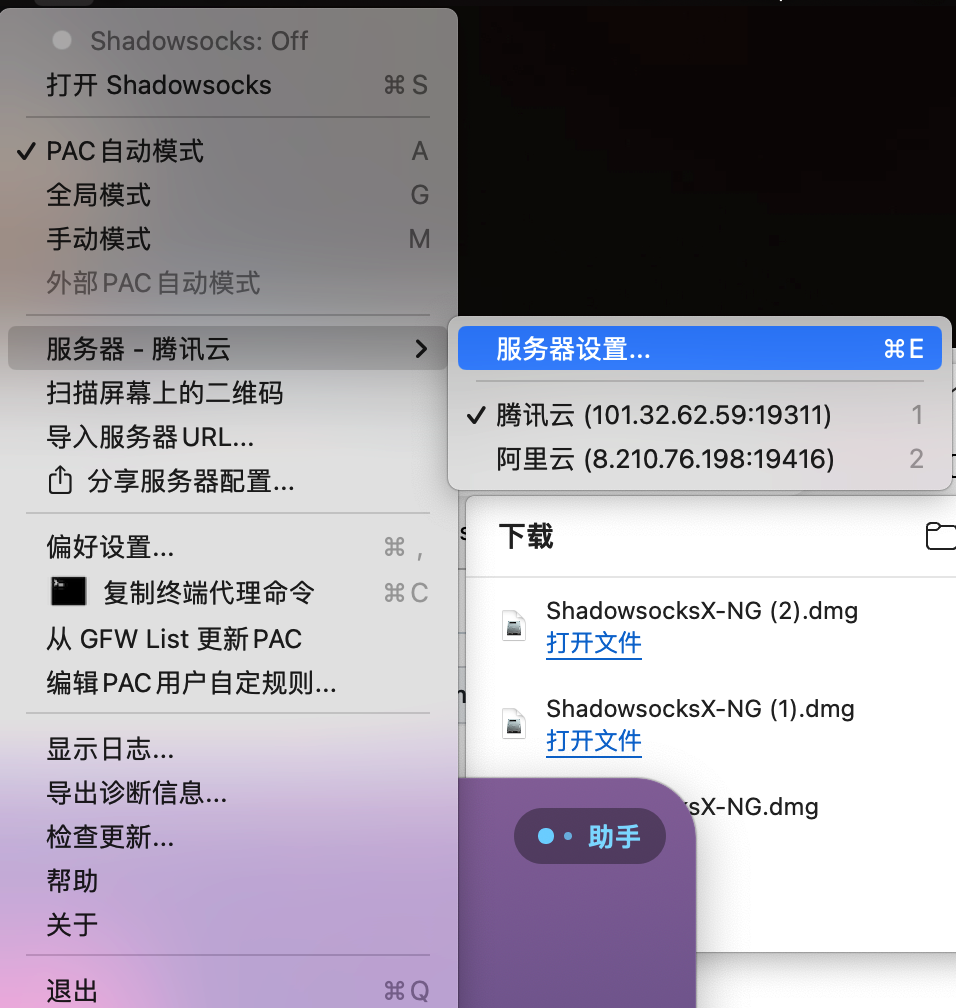 Shadowsocks: Off
打开 Shadowsocks ⌘ S
PAC自动模式 A
全局模式 G
手动模式 M
外部PAC自动模式
服务器 - 腾讯云
扫描屏幕上的二维码
导入服务器URL...
分享服务器配置...
偏好设置... ⌘ ,
复制终端代理命令 ⌘ C
从 GFW List 更新PAC
编辑PAC用户自定规则...
显示日志...
导出诊断信息...
检查更新...
帮助
关于
退出 ⌘ Q
服务器设置... ⌘ E
腾讯云 (101.32.62.59:19311) 1
阿里云 (8.210.76.198:19416) 2
下载
ShadowsocksX-NG (2).dmg
打开文件
ShadowsocksX-NG (1).dmg
打开文件
sX-NG.dmg
助手